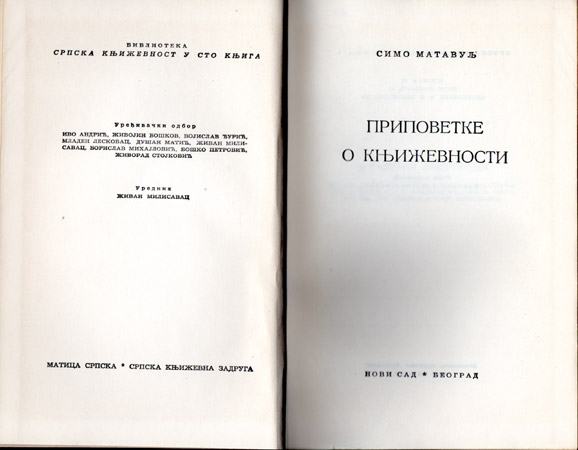 БИБЛИОТЕКА
СРПСКА КЊИЖЕВНОСТ У СТО КЊИГА
Уређивачки одбор
ИВО АНДРИЋ, ЖИВОЈИН БОШКОВ, ВОЈИСЛАВ ЂУРИЋ,
МЛАДЕН ЛЕСКОВАЦ, ДУШАН МАТИЋ, ЖИВАН МИЛИ-
САВАЦ, БОРИСЛАВ МИХАЈЛОВИЋ, БОШКО ПЕТРОВИЋ,
ЖИВОРАД СТОЈКОВИЋ
Уредник
ЖИВАН МИЛИСАВАЦ
МАТИЦА СРПСКА * СРПСКА КЊИЖЕВНА ЗАДРУГА
СИМО МАТАВУЉ
ПРИПОВЕТКЕ
О КЊИЖЕВНОСТИ
НОВИ САД * БЕОГРАД